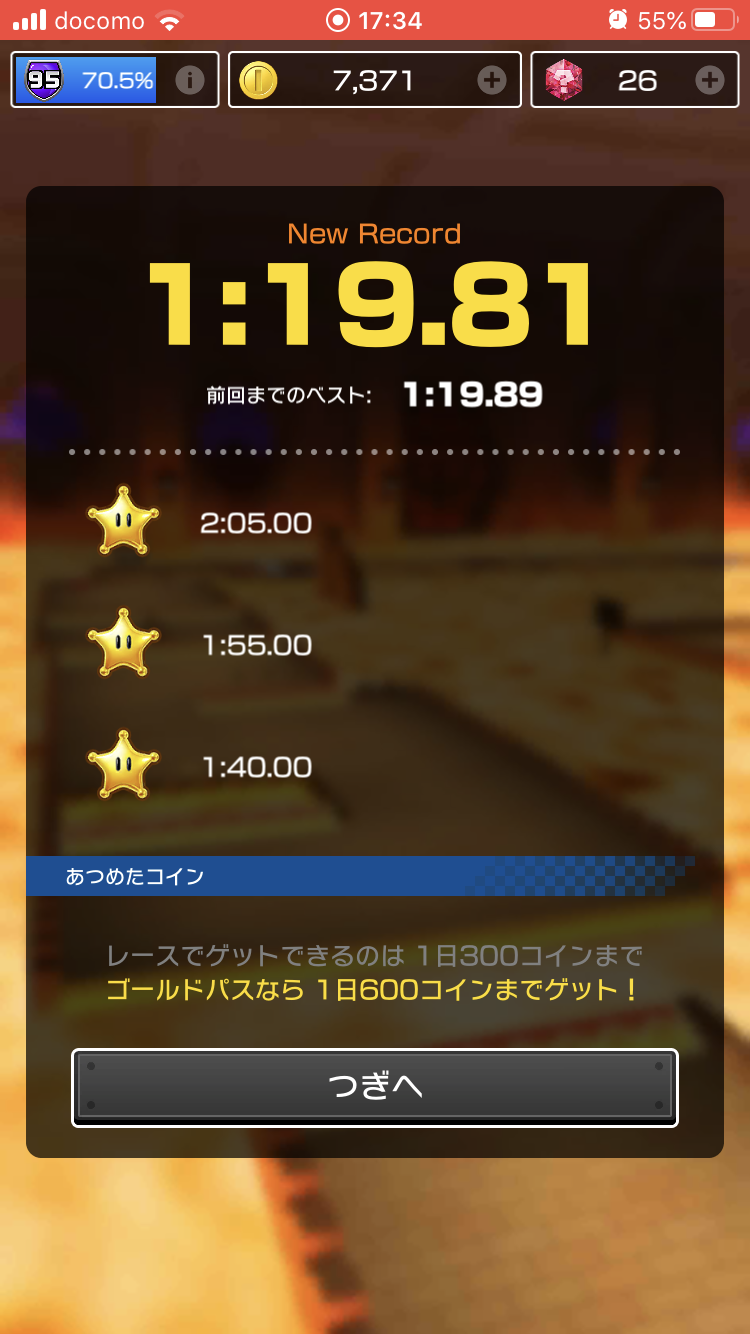 docomo 17:34 55%
95 70.5% i 7,371 + 26 +
New Record
1:19.81
前回までのベスト: 1:19.89
2:05.00
1:55.00
1:40.00
あつめたコイン
レースでゲットできるのは 1日300コインまで
ゴールドパスなら 1日600コインまでゲット！
つぎへ